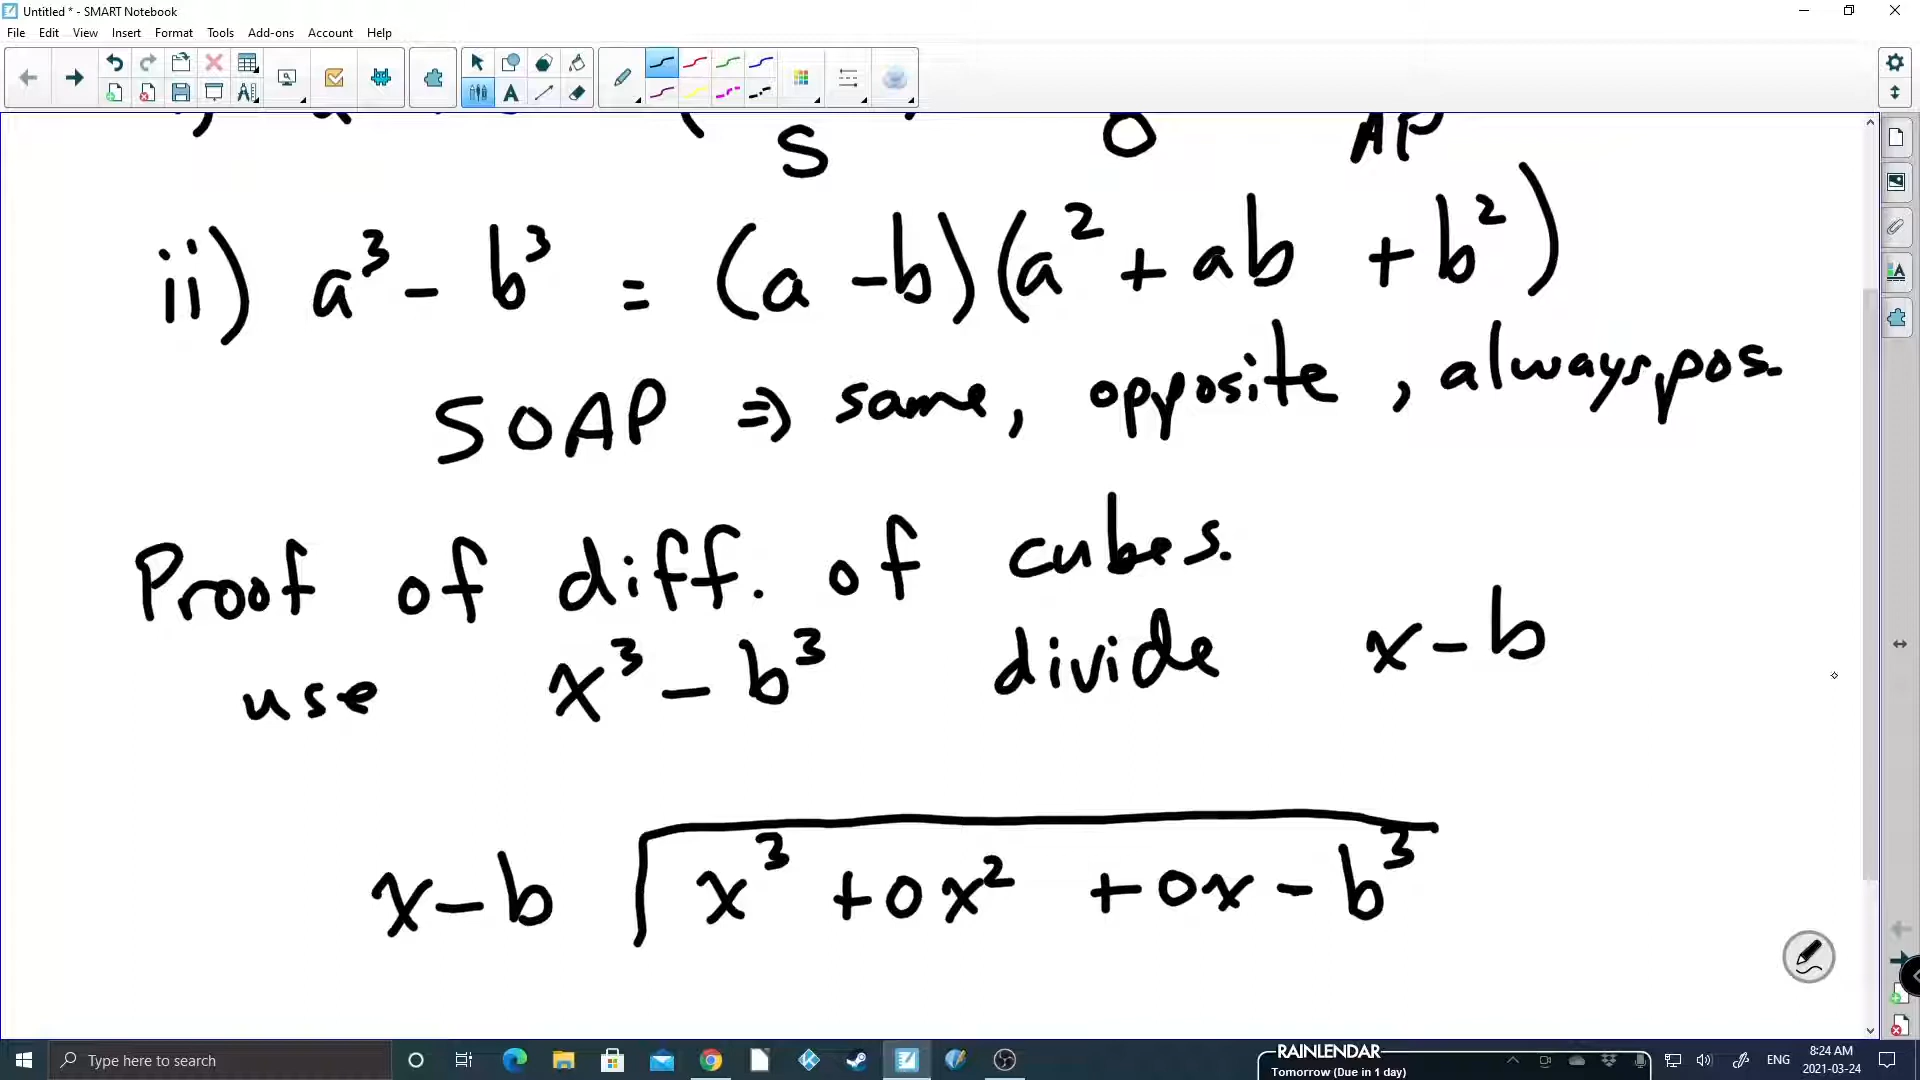 Untitled * - SMART Notebook
File Edit View Insert Format Tools Add-ons Account Help
S O AP
ii) a³ - b³ = (a - b)(a² + ab + b²)
SOAP ⇒ same, opposite, always pos.
Proof of diff. of cubes.
use x³ - b³ divide x - b
x - b x³ + 0x² + 0x - b³
Type here to search
RAINLENDAR
Tomorrow (Due in 1 day)
ENG
8:24 AM
2021-03-24